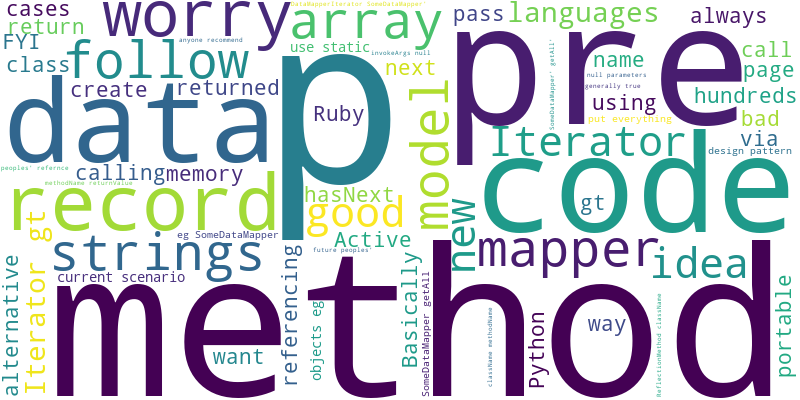 cases
return
FYI
class
worry
follow
create
returned
data
peoples' refernce
calling
memory
methodName returnValue
record
strings
eg SomeDataMapper
current scenario
alternative
Iterator gt
want
method
DataMapperIterator SomeDataMapper'
anyone recommend
array
use static
invokeArgs null
next
p
Ruby
hasNext
good
Active
future peoples'
referencing
objects eg
Basically
model
SomeDataMapper getAll
pass
languages
always
pre
SomeDataMapper' getAll'
name
null parameters
generally true
using
put everything
call
page
hundreds
bad
via
design pattern
Iterator
code
gt
new
mapper
idea
className methodName
Python
way
ReflectionMethod className
portable